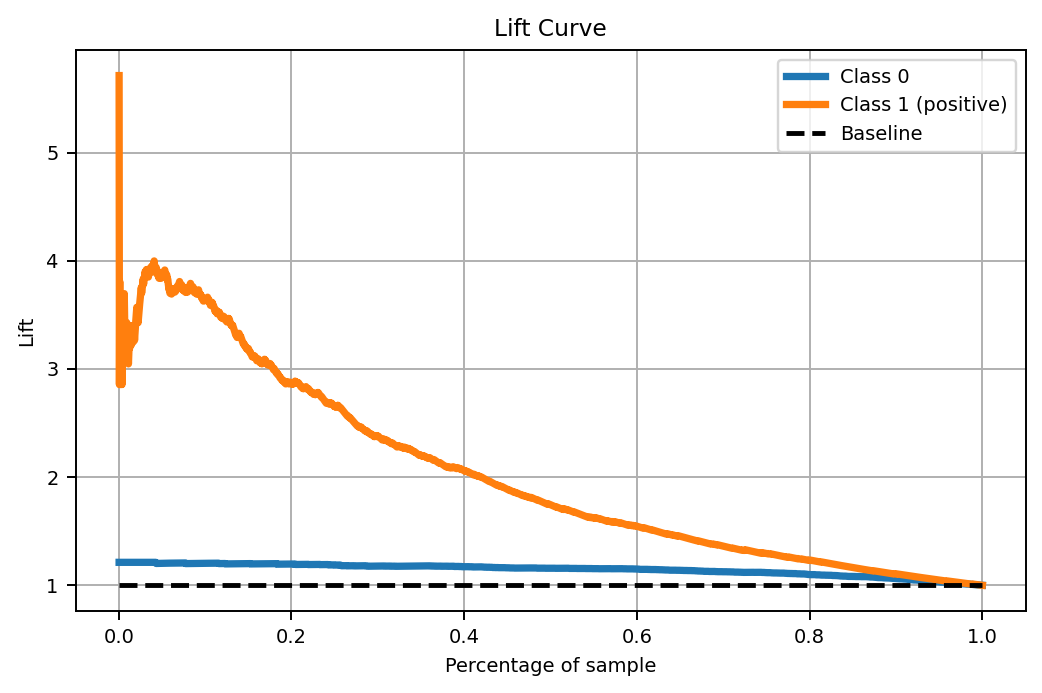 Lift Curve
Class 0
Class 1 (positive)
Baseline
Lift
5
4
3
2
1
0.0 0.2 0.4 0.6 0.8 1.0
Percentage of sample